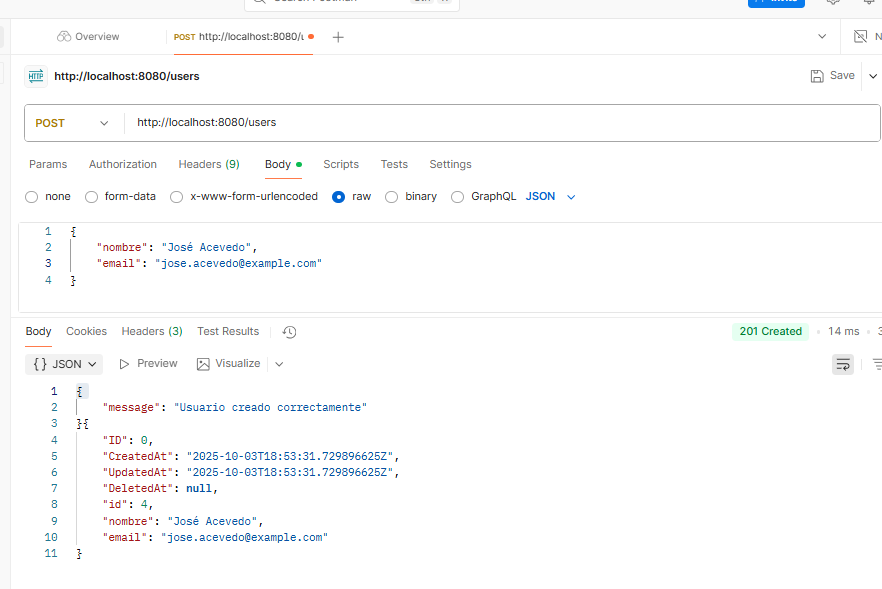 Overview
POST http://localhost:8080/u
http://localhost:8080/users
Save
POST http://localhost:8080/users
Params Authorization Headers (9) Body Scripts Tests Settings
none form-data x-www-form-urlencoded raw binary GraphQL JSON
1 {
2 "nombre": "José Acevedo",
3 "email": "jose.acevedo@example.com"
4 }
Body Cookies Headers (3) Test Results 201 Created 14 ms
{} JSON Preview Visualize
1 {
2 "message": "Usuario creado correctamente"
3 }{
4 "ID": 0,
5 "CreatedAt": "2025-10-03T18:53:31.729896625Z",
6 "UpdatedAt": "2025-10-03T18:53:31.729896625Z",
7 "DeletedAt": null,
8 "id": 4,
9 "nombre": "José Acevedo",
10 "email": "jose.acevedo@example.com"
11 }